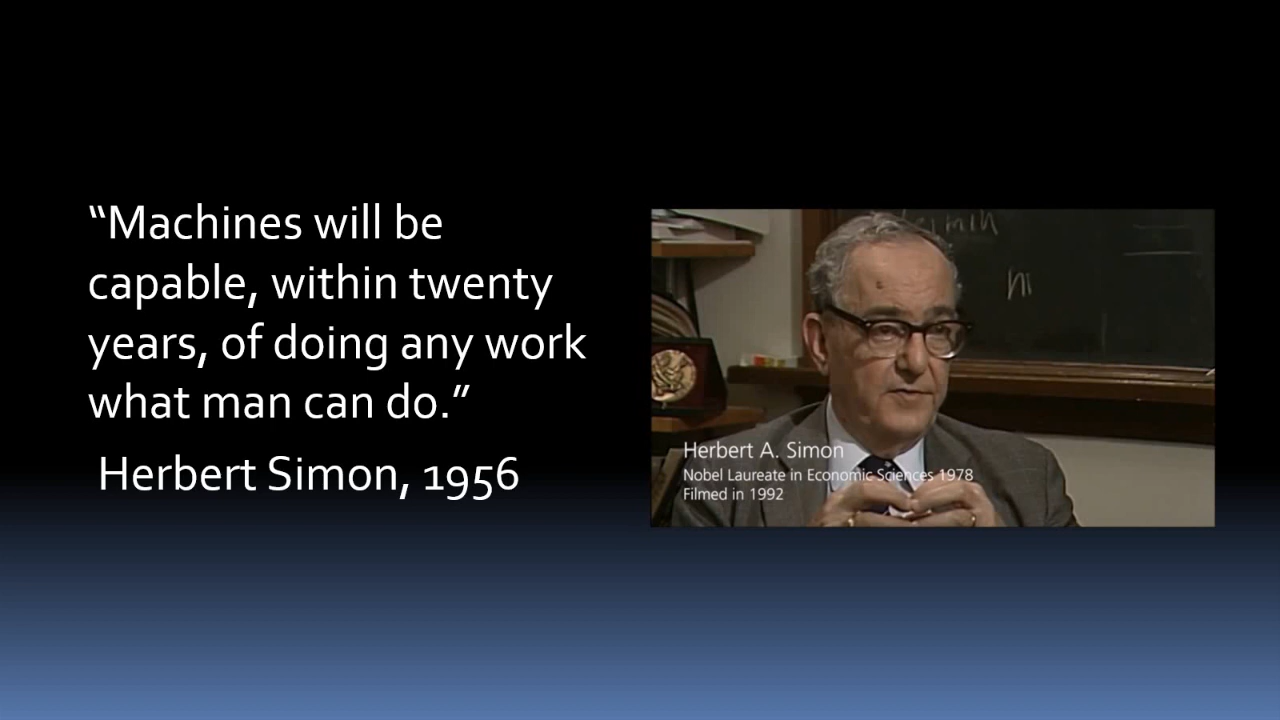 “Machines will be
capable, within twenty
years, of doing any work
what man can do.”
Herbert Simon, 1956
hi
Herbert A. Simon
Nobel Laureate in Economic Sciences 1978
Filmed in 1992